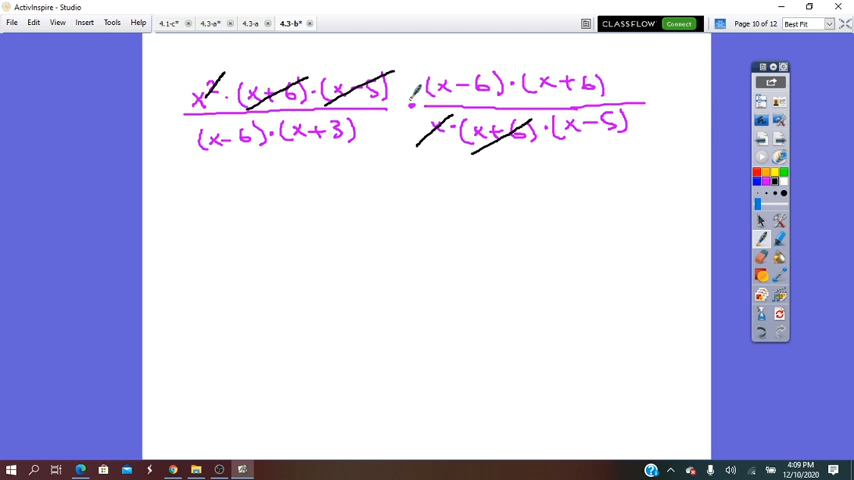 ActivInspire - Studio
File Edit View Insert Tools Help
4.1-c* 4.3-a* 4.3-a 4.3-b*
CLASSFLOW Connect
Page 10 of 12
Best Fit
x² · (x+6) · (x-5) · (x-6) · (x+6)
(x-6) · (x+3) x · (x+6) · (x-5)
4:09 PM
12/10/2020